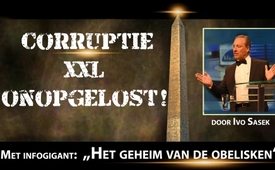 CORRUPTIE
XXL
ONOPGELOST!
DOOR IVO SASEK
MET INFOGIGANT: „HET GEHEIM VAN DE OBELISKEN“